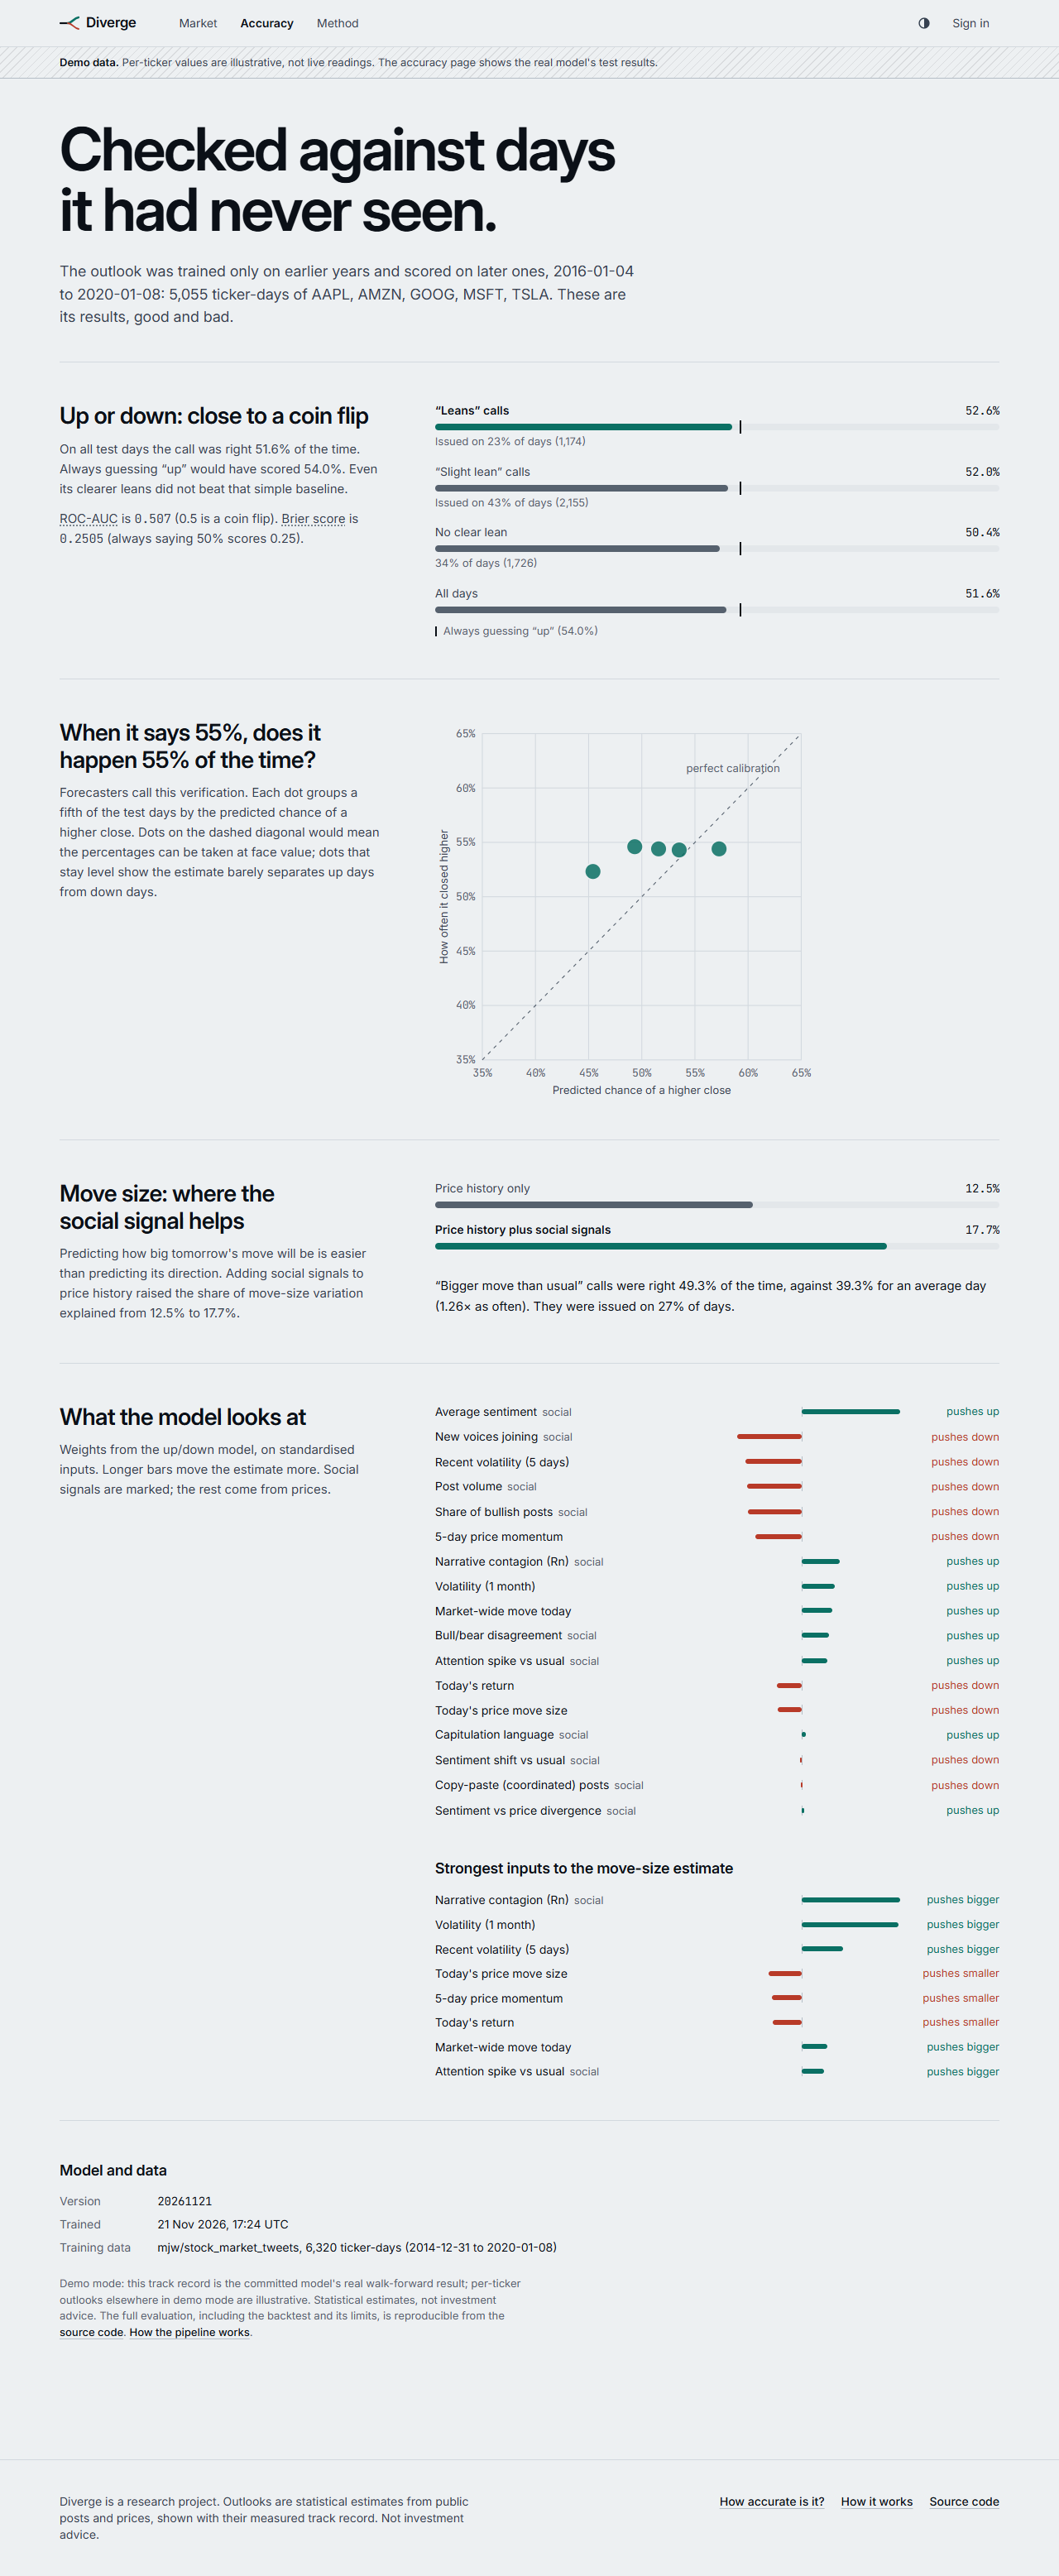 Diverge Market Accuracy Method Sign in
Demo data. Per-ticker values are illustrative, not live readings. The accuracy page shows the real model's test results.
Checked against days
it had never seen.
The outlook was trained only on earlier years and scored on later ones, 2016-01-04
to 2020-01-08: 5,055 ticker-days of AAPL, AMZN, GOOG, MSFT, TSLA. These are
its results, good and bad.
Up or down: close to a coin flip
On all test days the call was right 51.6% of the time.
Always guessing “up” would have scored 54.0%. Even
its clearer leans did not beat that simple baseline.
ROC-AUC is 0.507 (0.5 is a coin flip). Brier score is
0.2505 (always saying 50% scores 0.25).
“Leans” calls 52.6%
Issued on 23% of days (1,174)
“Slight lean” calls 52.0%
Issued on 43% of days (2,155)
No clear lean 50.4%
34% of days (1,726)
All days 51.6%
Always guessing “up” (54.0%)
When it says 55%, does it
happen 55% of the time?
Forecasters call this verification. Each dot groups a
fifth of the test days by the predicted chance of a
higher close. Dots on the dashed diagonal would mean
the percentages can be taken at face value; dots that
stay level show the estimate barely separates up days
from down days.
65%
perfect calibration
60%
55%
50%
45%
40%
35%
How often it closed higher
35% 40% 45% 50% 55% 60% 65%
Predicted chance of a higher close
Move size: where the
social signal helps
Predicting how big tomorrow's move will be is easier
than predicting its direction. Adding social signals to
price history raised the share of move-size variation
explained from 12.5% to 17.7%.
Price history only 12.5%
Price history plus social signals 17.7%
“Bigger move than usual” calls were right 49.3% of the time, against 39.3% for an average day
(1.26× as often). They were issued on 27% of days.
What the model looks at
Weights from the up/down model, on standardised
inputs. Longer bars move the estimate more. Social
signals are marked; the rest come from prices.
Average sentiment social pushes up
New voices joining social pushes down
Recent volatility (5 days) pushes down
Post volume social pushes down
Share of bullish posts social pushes down
5-day price momentum pushes down
Narrative contagion (Rn) social pushes up
Volatility (1 month) pushes up
Market-wide move today pushes up
Bull/bear disagreement social pushes up
Attention spike vs usual social pushes up
Today's return pushes down
Today's price move size pushes down
Capitulation language social pushes up
Sentiment shift vs usual social pushes down
Copy-paste (coordinated) posts social pushes down
Sentiment vs price divergence social pushes up
Strongest inputs to the move-size estimate
Narrative contagion (Rn) social pushes bigger
Volatility (1 month) pushes bigger
Recent volatility (5 days) pushes bigger
Today's price move size pushes smaller
5-day price momentum pushes smaller
Today's return pushes smaller
Market-wide move today pushes bigger
Attention spike vs usual social pushes bigger
Model and data
Version 20261121
Trained 21 Nov 2026, 17:24 UTC
Training data mjw/stock_market_tweets, 6,320 ticker-days (2014-12-31 to 2020-01-08)
Demo mode: this track record is the committed model's real walk-forward result; per-ticker
outlooks elsewhere in demo mode are illustrative. Statistical estimates, not investment
advice. The full evaluation, including the backtest and its limits, is reproducible from the
source code. How the pipeline works.
Diverge is a research project. Outlooks are statistical estimates from public
posts and prices, shown with their measured track record. Not investment
advice.
How accurate is it? How it works Source code